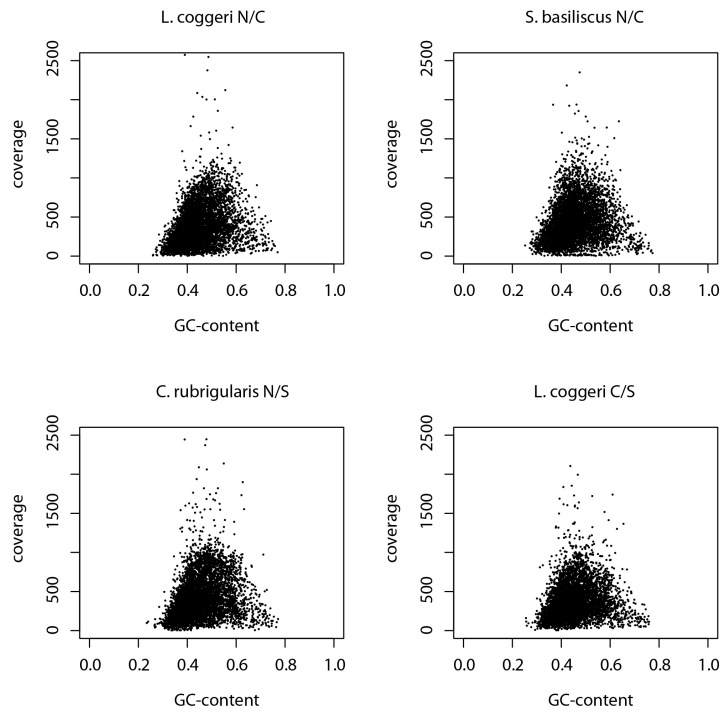 L. coggeri N/C
S. basiliscus N/C
2500
1500
500
0
coverage
0.0 0.2 0.4 0.6 0.8 1.0
GC-content
2500
1500
500
0
coverage
0.0 0.2 0.4 0.6 0.8 1.0
GC-content
C. rubrigularis N/S
L. coggeri C/S
2500
1500
500
0
coverage
0.0 0.2 0.4 0.6 0.8 1.0
GC-content
2500
1500
500
0
coverage
0.0 0.2 0.4 0.6 0.8 1.0
GC-content